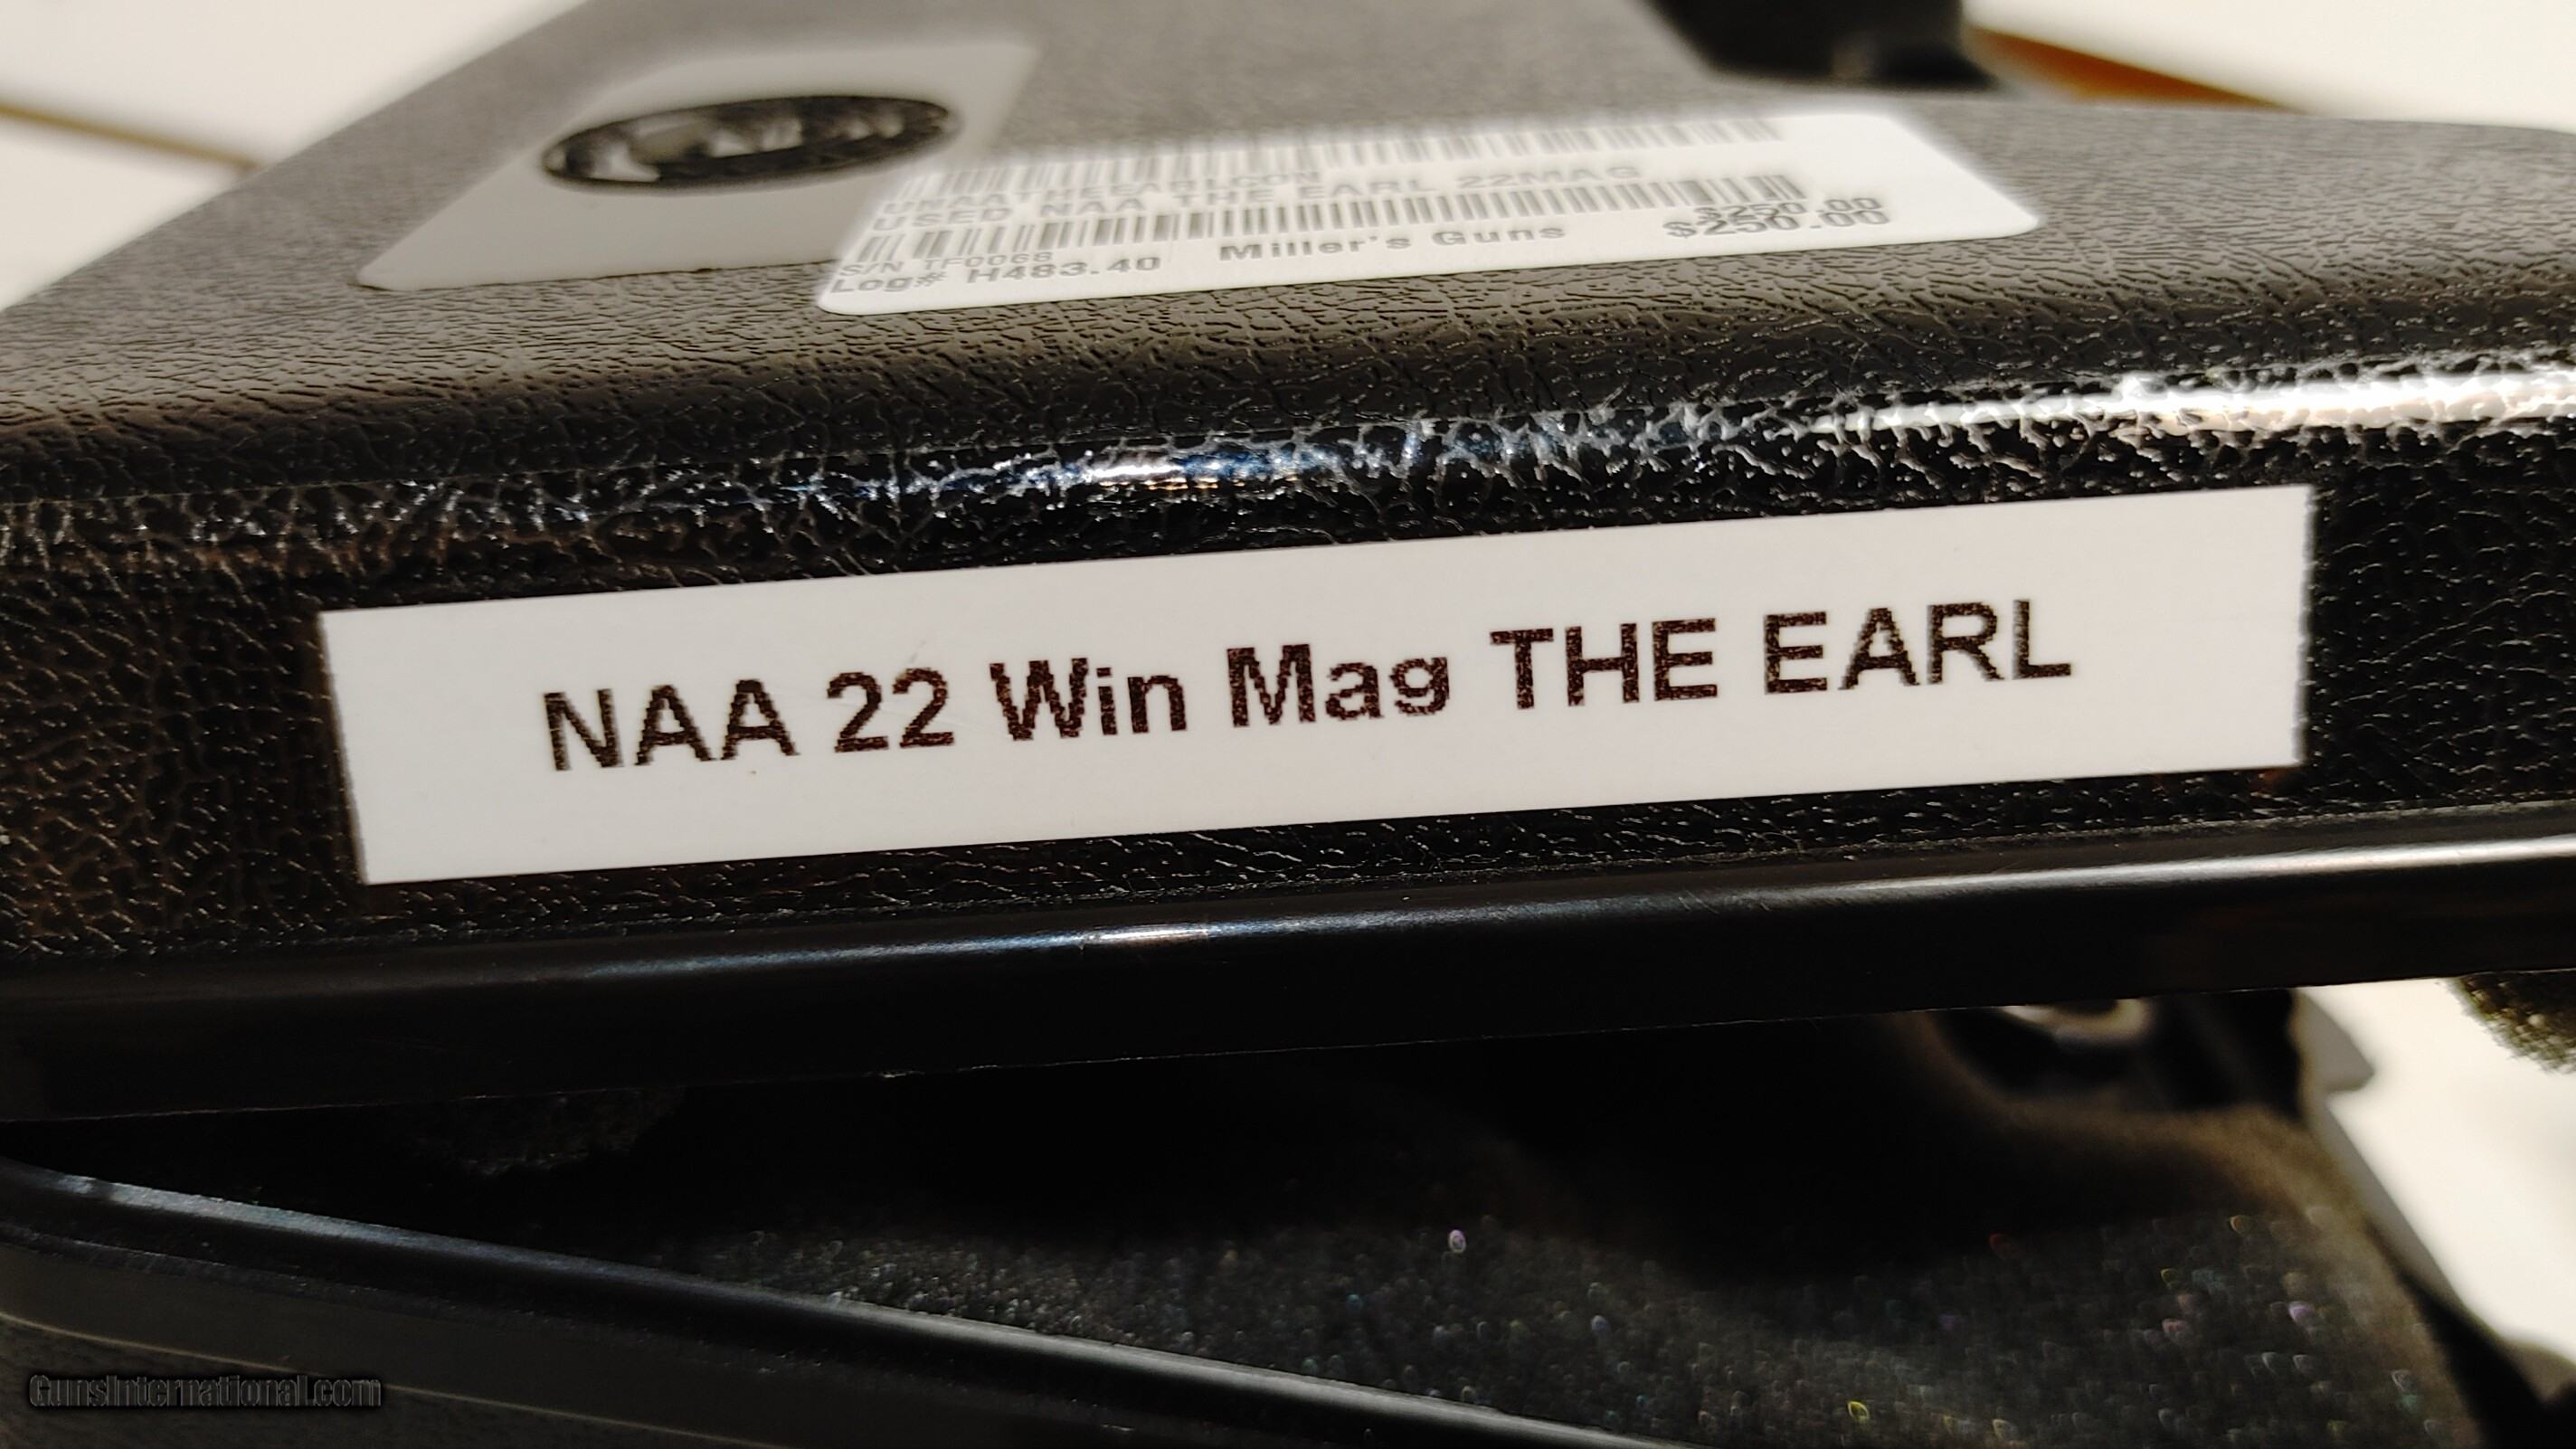 USED NAA THE EARL 22MAG
$250.00
$250.00
Miller's Guns
Log# H483.40
NAA 22 Win Mag THE EARL
GunsInternational.com